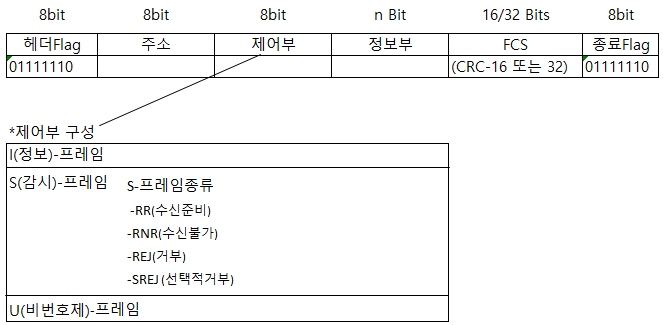 8bit 8bit 8bit n Bit 16/32 Bits 8bit
헤더Flag 주소 제어부 정보부 FCS 종료Flag
01111110 (CRC-16 또는 32) 01111110
*제어부 구성
I(정보)-프레임
S(감시)-프레임 S-프레임종류
-RR(수신준비)
-RNR(수신불가)
-REJ(거부)
-SREJ(선택적거부)
U(비번호제)-프레임